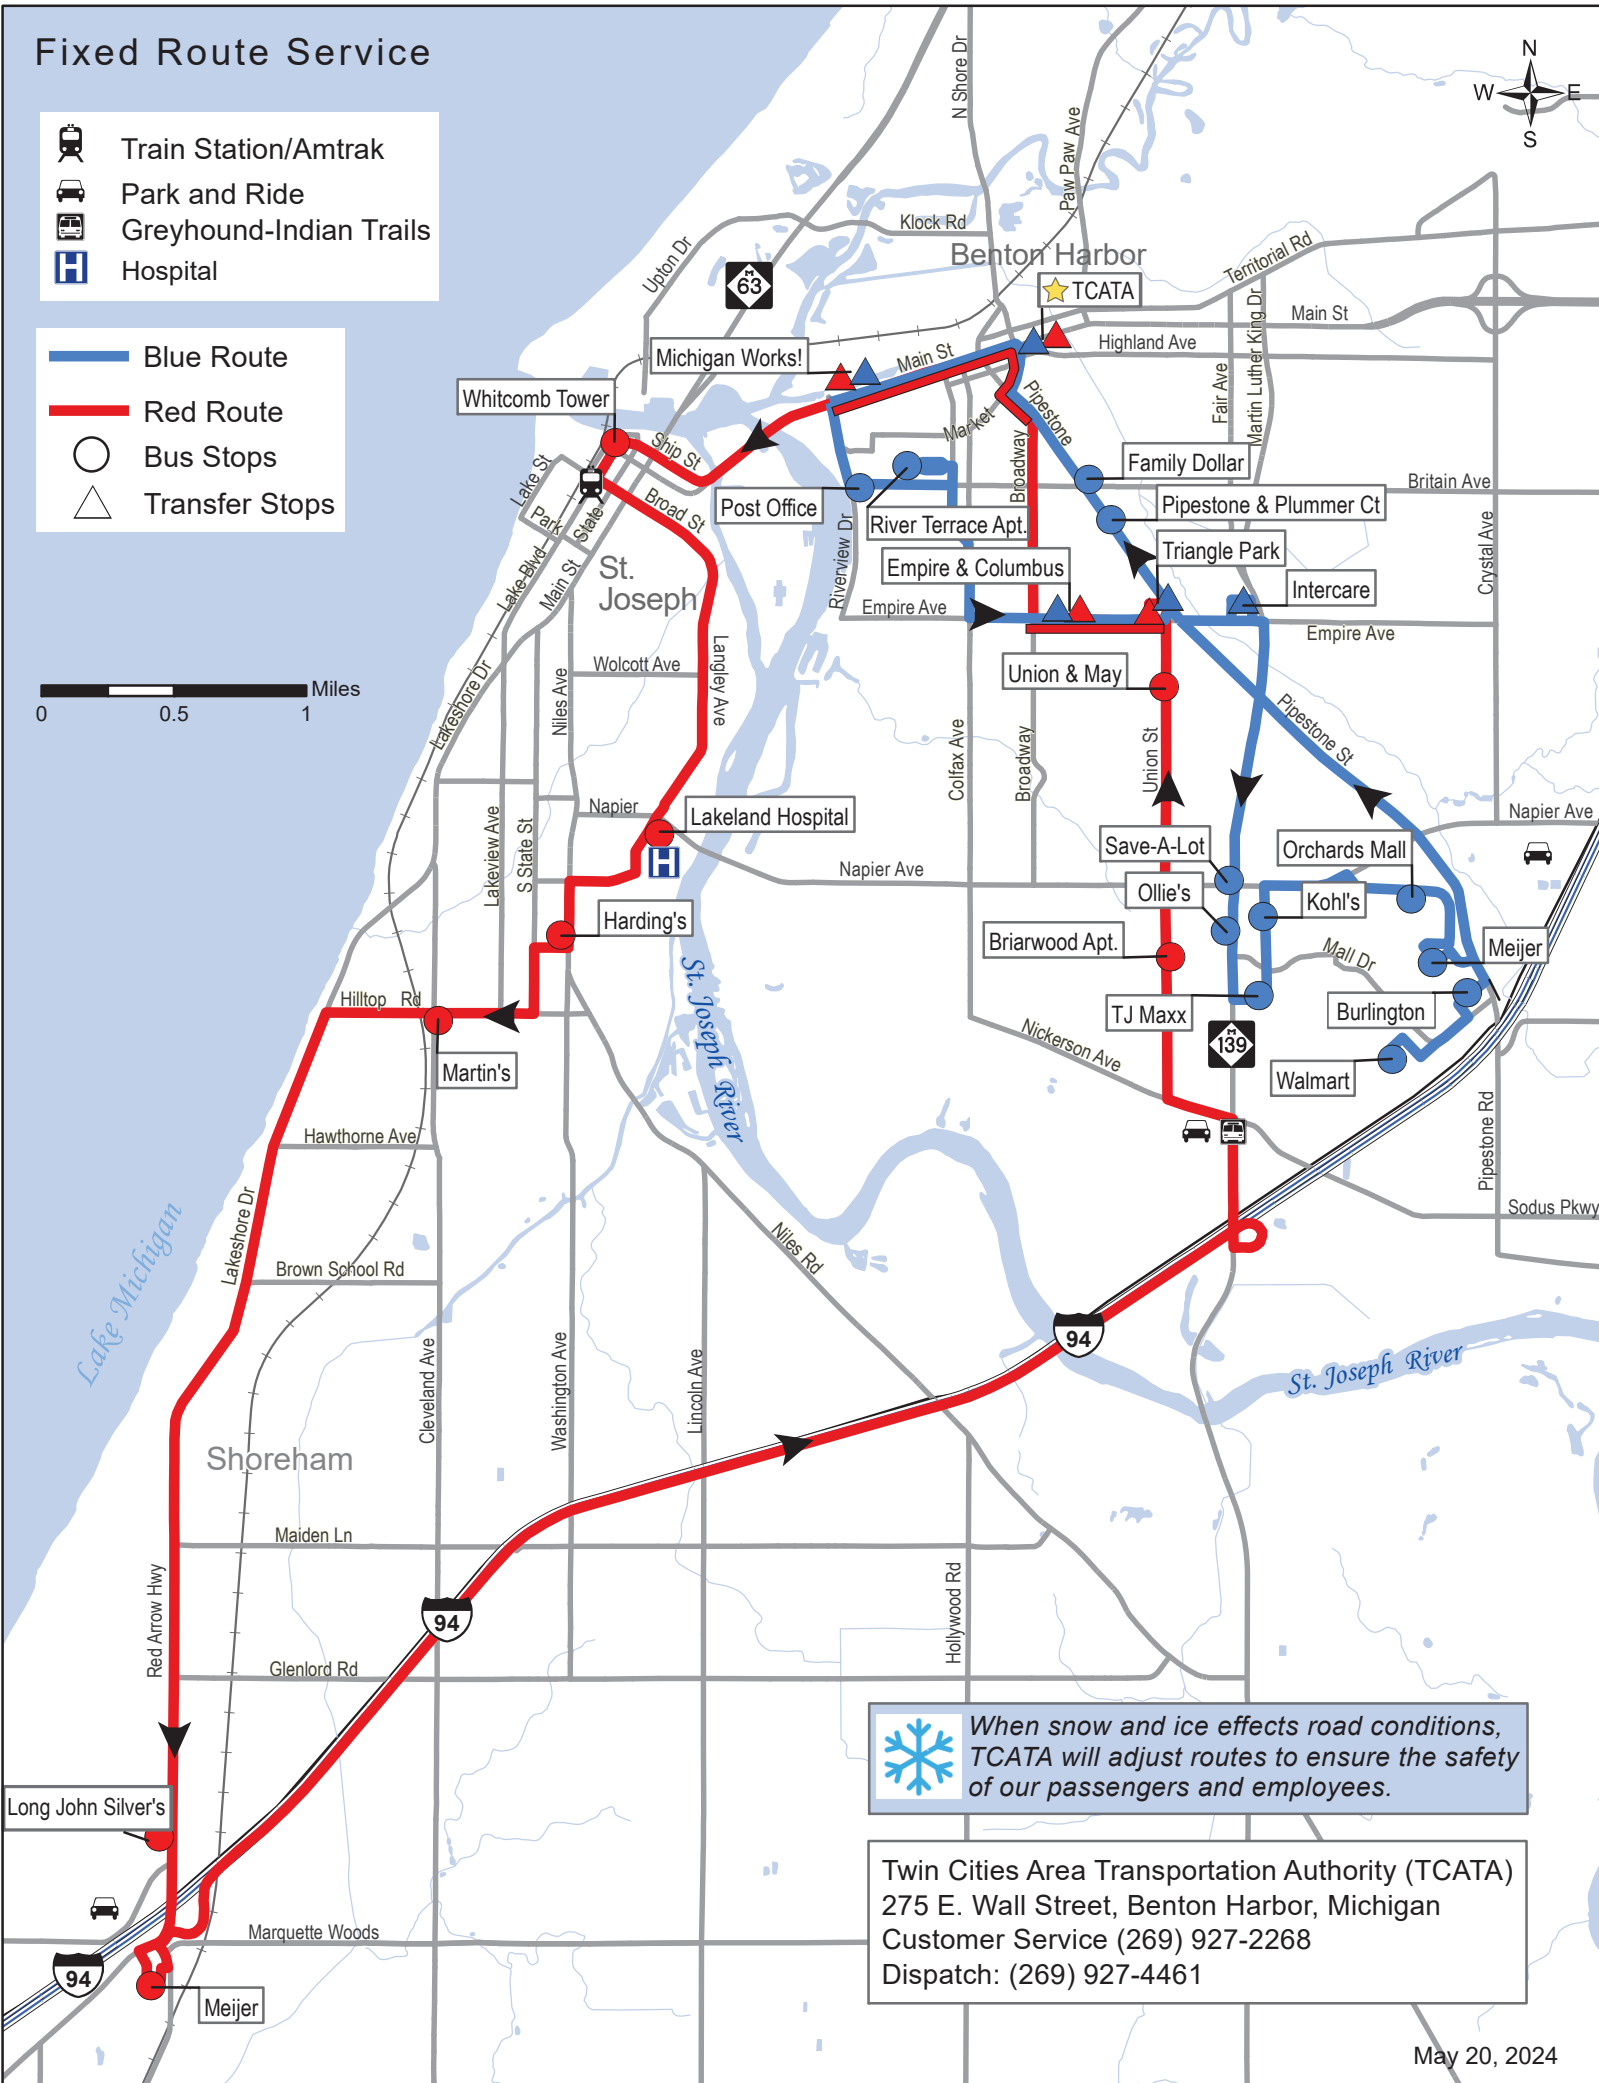 Fixed Route Service
Train Station/Amtrak
Park and Ride
Greyhound-Indian Trails
H
Hospital
Blue Route
Red Route
Bus Stops
Transfer Stops
N
W
E
S
N Shore Dr
Paw Paw Ave
Klock Rd
Upton Dr
Benton Harbor
Territorial Rd
M
63
TCATA
Main St
Martin Luther King Dr
Fair Ave
Highland Ave
Michigan Works!
Main St
Whitcomb Tower
Pipestone
Market
Broadway
Ship St
Family Dollar
Lake St
Britain Ave
Post Office
Broad St
Pipestone & Plummer Ct
River Terrace Apt.
Park
State
Riverview Dr
Triangle Park
Crystal Ave
Empire & Columbus
Lake Blvd
Main St
St.
Joseph
Intercare
Empire Ave
Empire Ave
Miles
0
0.5
1
Wolcott Ave
Langley Ave
Niles Ave
Lakeshore Dr
Union & May
Pipestone St
Colfax Ave
Broadway
Union St
Napier
Lakeland Hospital
H
Napier Ave
Lakeview Ave
S State St
Save-A-Lot
Orchards Mall
Napier Ave
Ollie's
Kohl's
Harding's
Briarwood Apt.
Mall Dr
Meijer
Hilltop Rd
TJ Maxx
Burlington
St. Joseph River
Nickerson Ave
M
139
Martin's
Walmart
Hawthorne Ave
Pipestone Rd
Lakeshore Dr
Sodus Pkwy
Lake Michigan
Niles Rd
Brown School Rd
94
Cleveland Ave
Washington Ave
Lincoln Ave
St. Joseph River
Shoreham
Maiden Ln
Red Arrow Hwy
94
Hollywood Rd
Glenlord Rd
When snow and ice effects road conditions,
TCATA will adjust routes to ensure the safety
of our passengers and employees.
Long John Silver's
Twin Cities Area Transportation Authority (TCATA)
275 E. Wall Street, Benton Harbor, Michigan
Customer Service (269) 927-2268
Dispatch: (269) 927-4461
Marquette Woods
94
Meijer
May 20, 2024